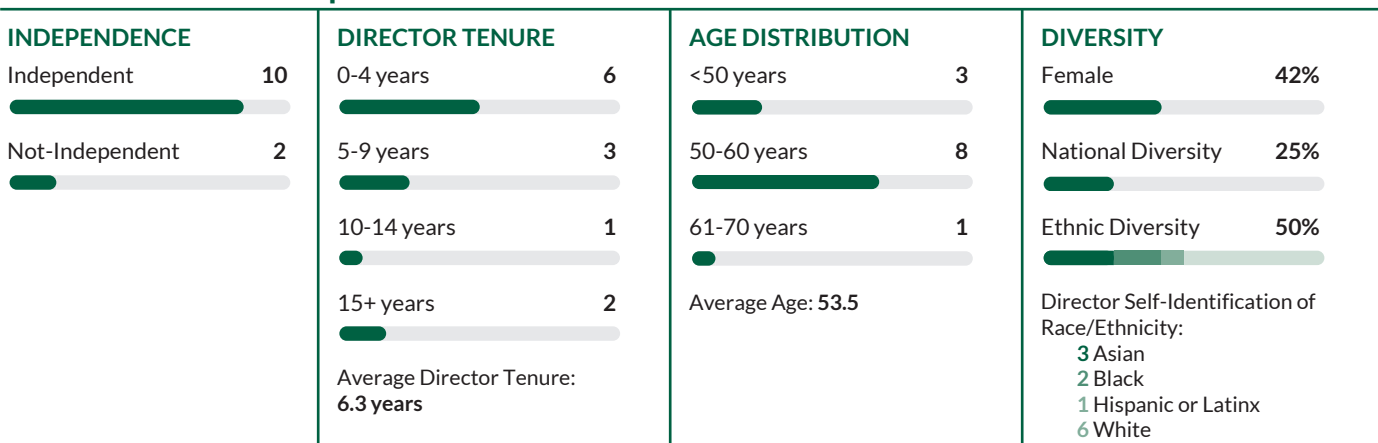 INDEPENDENCE
Independent 10
Not-Independent 2
DIRECTOR TENURE
0-4 years 6
5-9 years 3
10-14 years 1
15+ years 2
Average Director Tenure:
6.3 years
AGE DISTRIBUTION
<50 years 3
50-60 years 8
61-70 years 1
Average Age: 53.5
DIVERSITY
Female 42%
National Diversity 25%
Ethnic Diversity 50%
Director Self-Identification of
Race/Ethnicity:
3 Asian
2 Black
1 Hispanic or Latinx
6 White